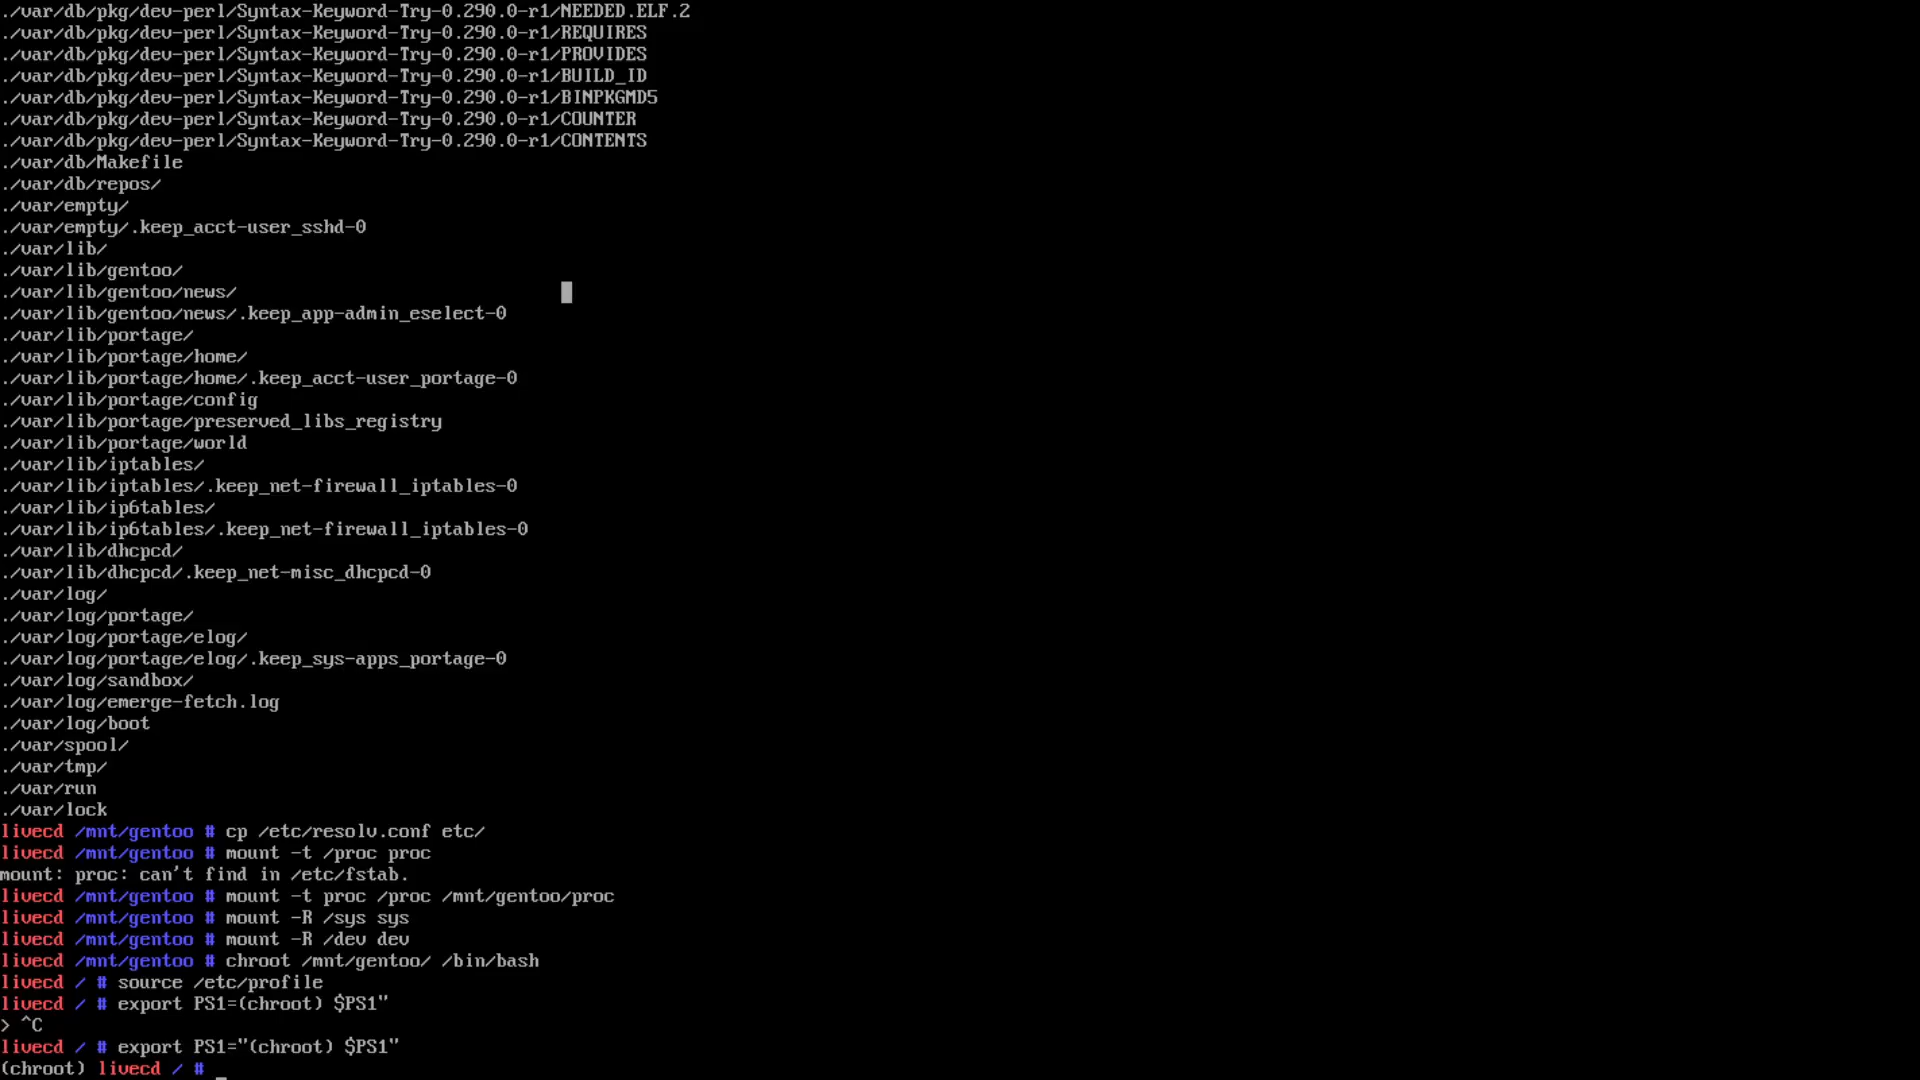 ./var/db/pkg/dev-perl/Syntax-Keyword-Try-0.290.0-r1/NEEDED.ELF.2
./var/db/pkg/dev-perl/Syntax-Keyword-Try-0.290.0-r1/REQUIRES
./var/db/pkg/dev-perl/Syntax-Keyword-Try-0.290.0-r1/PROVIDES
./var/db/pkg/dev-perl/Syntax-Keyword-Try-0.290.0-r1/BUILD_ID
./var/db/pkg/dev-perl/Syntax-Keyword-Try-0.290.0-r1/BINPKGMD5
./var/db/pkg/dev-perl/Syntax-Keyword-Try-0.290.0-r1/COUNTER
./var/db/pkg/dev-perl/Syntax-Keyword-Try-0.290.0-r1/CONTENTS
./var/db/Makefile
./var/db/repos/
./var/empty/
./var/empty/.keep_acct-user_sshd-0
./var/lib/
./var/lib/gentoo/
./var/lib/gentoo/news/
./var/lib/gentoo/news/.keep_app-admin_eselect-0
./var/lib/portage/
./var/lib/portage/home/
./var/lib/portage/home/.keep_acct-user_portage-0
./var/lib/portage/config
./var/lib/portage/preserved_libs_registry
./var/lib/portage/world
./var/lib/iptables/
./var/lib/iptables/.keep_net-firewall_iptables-0
./var/lib/ip6tables/
./var/lib/ip6tables/.keep_net-firewall_iptables-0
./var/lib/dhcpcd/
./var/lib/dhcpcd/.keep_net-misc_dhcpcd-0
./var/log/
./var/log/portage/
./var/log/portage/elog/
./var/log/portage/elog/.keep_sys-apps_portage-0
./var/log/sandbox/
./var/log/emerge-fetch.log
./var/log/boot
./var/spool/
./var/tmp/
./var/run
./var/lock
livecd /mnt/gentoo # cp /etc/resolv.conf etc/
livecd /mnt/gentoo # mount -t /proc proc
mount: proc: can't find in /etc/fstab.
livecd /mnt/gentoo # mount -t proc /proc /mnt/gentoo/proc
livecd /mnt/gentoo # mount -R /sys sys
livecd /mnt/gentoo # mount -R /dev dev
livecd /mnt/gentoo # chroot /mnt/gentoo/ /bin/bash
livecd / # source /etc/profile
livecd / # export PS1=(chroot) $PS1"
> ^C
livecd / # export PS1="(chroot) $PS1"
(chroot) livecd / # _